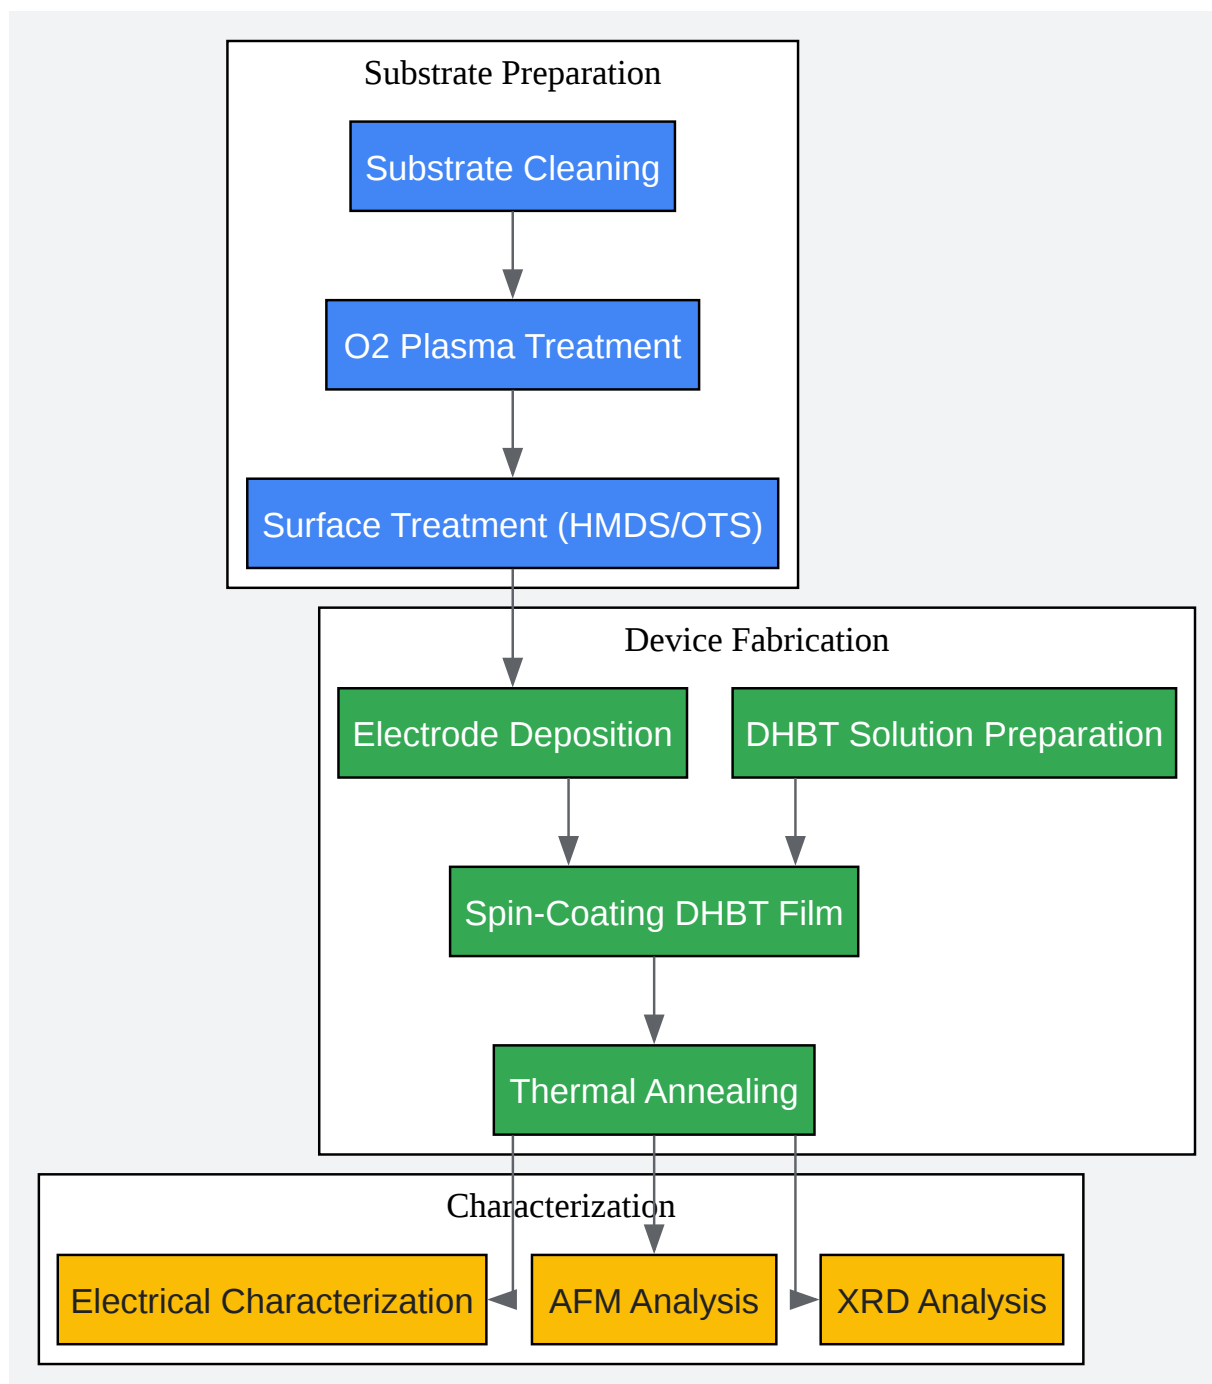 Substrate Preparation
Substrate Cleaning
O2 Plasma Treatment
Surface Treatment (HMDS/OTS)
Device Fabrication
Electrode Deposition
DHBT Solution Preparation
Spin-Coating DHBT Film
Thermal Annealing
Characterization
Electrical Characterization
AFM Analysis
XRD Analysis